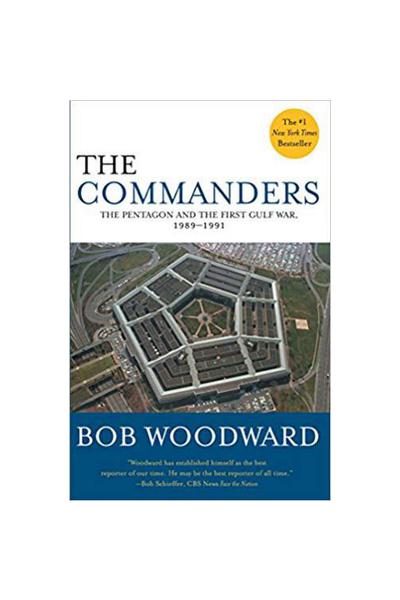 The #1
New York Times
Bestseller
THE
COMMANDERS
THE PENTAGON AND THE FIRST GULF WAR,
1989–1991
BOB WOODWARD
"Woodward has established himself as the best
reporter of our time. He may be the best reporter of all time."
—Bob Schieffer, CBS News Face the Nation